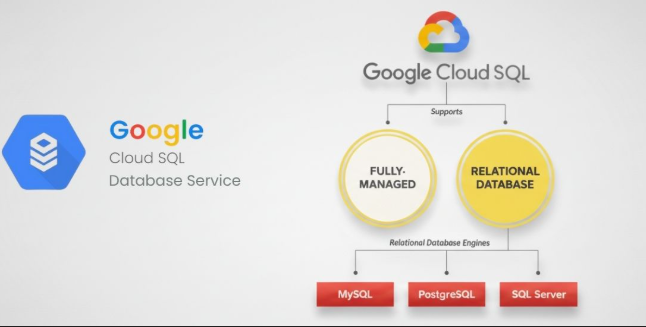 Google
Cloud SQL
Database Service
Google Cloud SQL
Supports
FULLY-
MANAGED
RELATIONAL
DATABASE
Relational Database Engines
MySQL
PostgreSQL
SQL Server